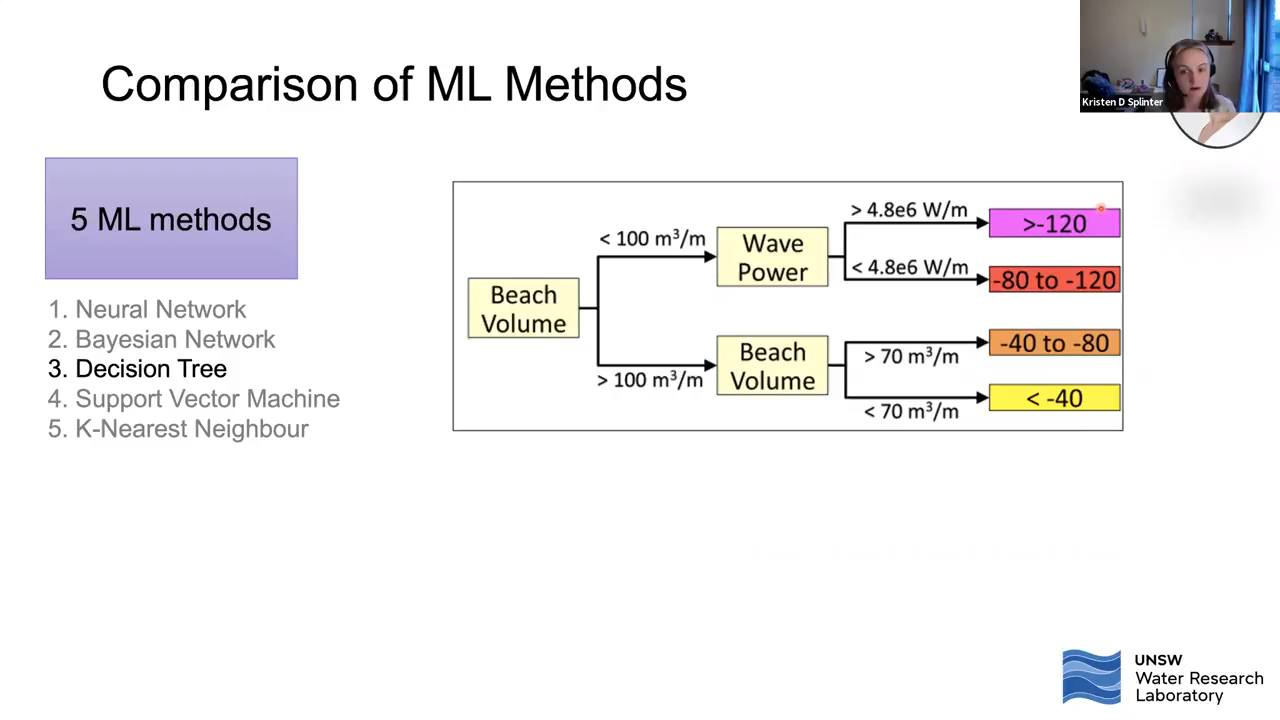 Comparison of ML Methods
Kristen D Splinter
5 ML methods
1. Neural Network
2. Bayesian Network
3. Decision Tree
4. Support Vector Machine
5. K-Nearest Neighbour
Beach
Volume
< 100 m³/m
> 100 m³/m
Wave
Power
Beach
Volume
> 4.8e6 W/m
< 4.8e6 W/m
> 70 m³/m
< 70 m³/m
>-120
-80 to -120
-40 to -80
< -40
UNSW
Water Research
Laboratory